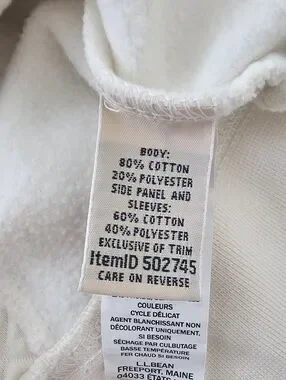 BODY:
80% COTTON
20% POLYESTER
SIDE PANEL AND
SLEEVES:
60% COTTON
40% POLYESTER
EXCLUSIVE OF TRIM
ItemID 502745
CARE ON REVERSE
COULEURS
CYCLE DÉLICAT
AGENT BLANCHISSANT NON
DÉCOLORANT UNIQUEMENT.
SI BESOIN
SÉCHAGE PAR CULBUTAGE
BASSE TEMPÉRATURE
FER CHAUD SI BESOIN
L.L.BEAN
FREEPORT, MAINE
04033 ÉTATS